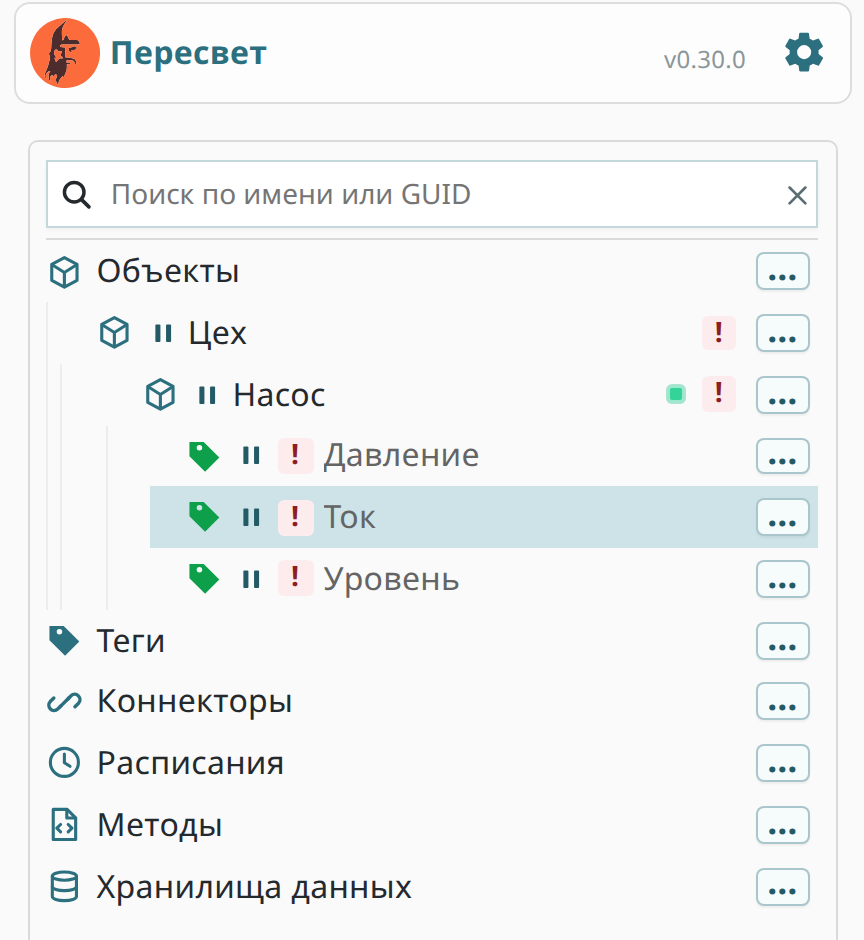 Пересвет v0.30.0
Поиск по имени или GUID
Объекты ...
Цех ! ...
Насос ! ...
! Давление ...
! Ток ...
! Уровень ...
Теги ...
Коннекторы ...
Расписания ...
Методы ...
Хранилища данных ...